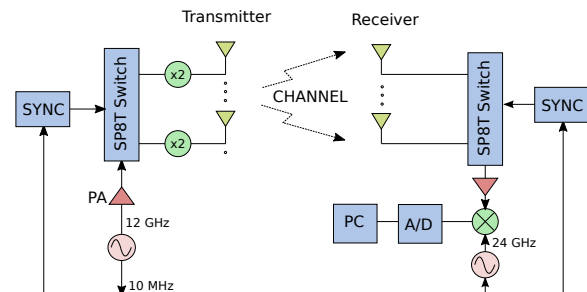 Transmitter
Receiver
SYNC
SP8T Switch
x2
x2
CHANNEL
SP8T Switch
SYNC
PA
12 GHz
10 MHz
PC
A/D
24 GHz